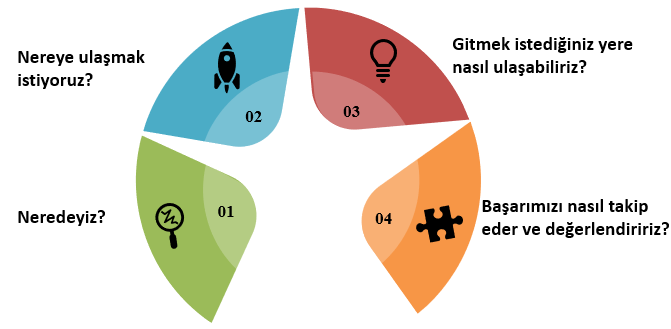 Neredeyiz?
01
Nereye ulaşmak
istiyoruz?
02
03
Gitmek istediğiniz yere
nasıl ulaşabiliriz?
04
Başarımızı nasıl takip
eder ve değerlendiririz?